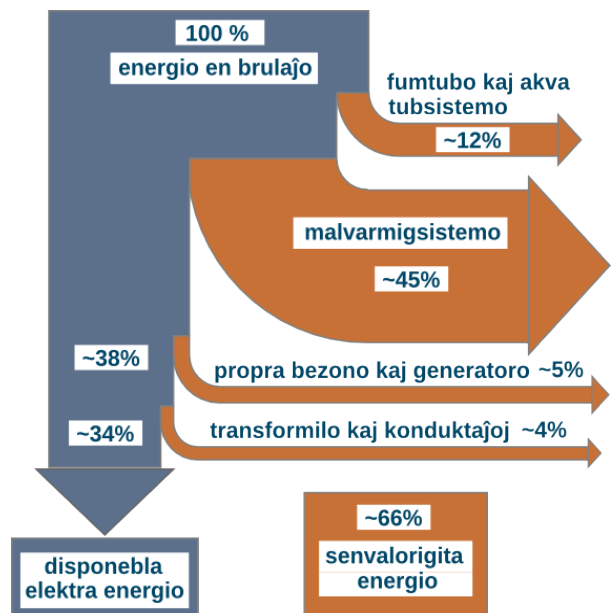 100 %
energio en brulaĵo
fumtubo kaj akva
tubsistemo
~12%
malvarmigsistemo
~45%
~38%
propra bezono kaj generatoro ~5%
~34%
transformilo kaj konduktaĵoj ~4%
~66%
senvalorigita
energio
disponebla
elektra energio